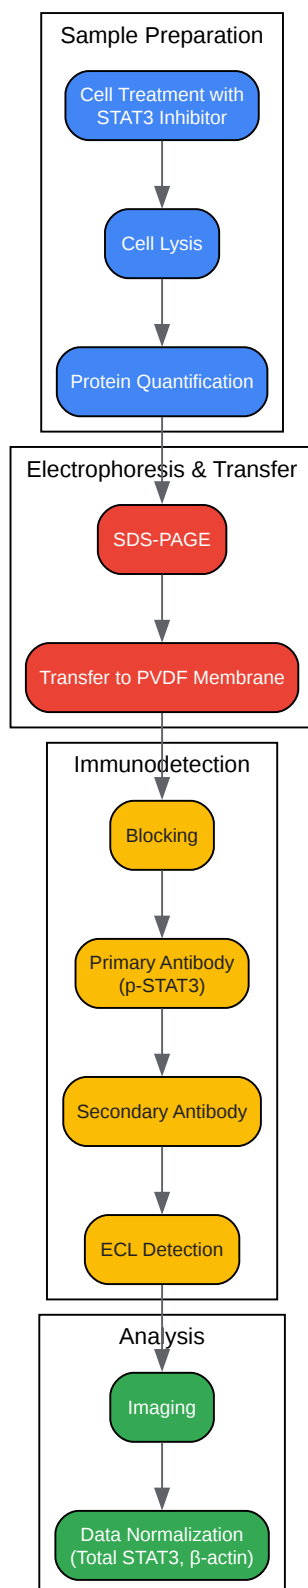 Sample Preparation
Cell Treatment with
STAT3 Inhibitor
Cell Lysis
Protein Quantification
Electrophoresis & Transfer
SDS-PAGE
Transfer to PVDF Membrane
Immunodetection
Blocking
Primary Antibody
(p-STAT3)
Secondary Antibody
ECL Detection
Analysis
Imaging
Data Normalization
(Total STAT3, β-actin)